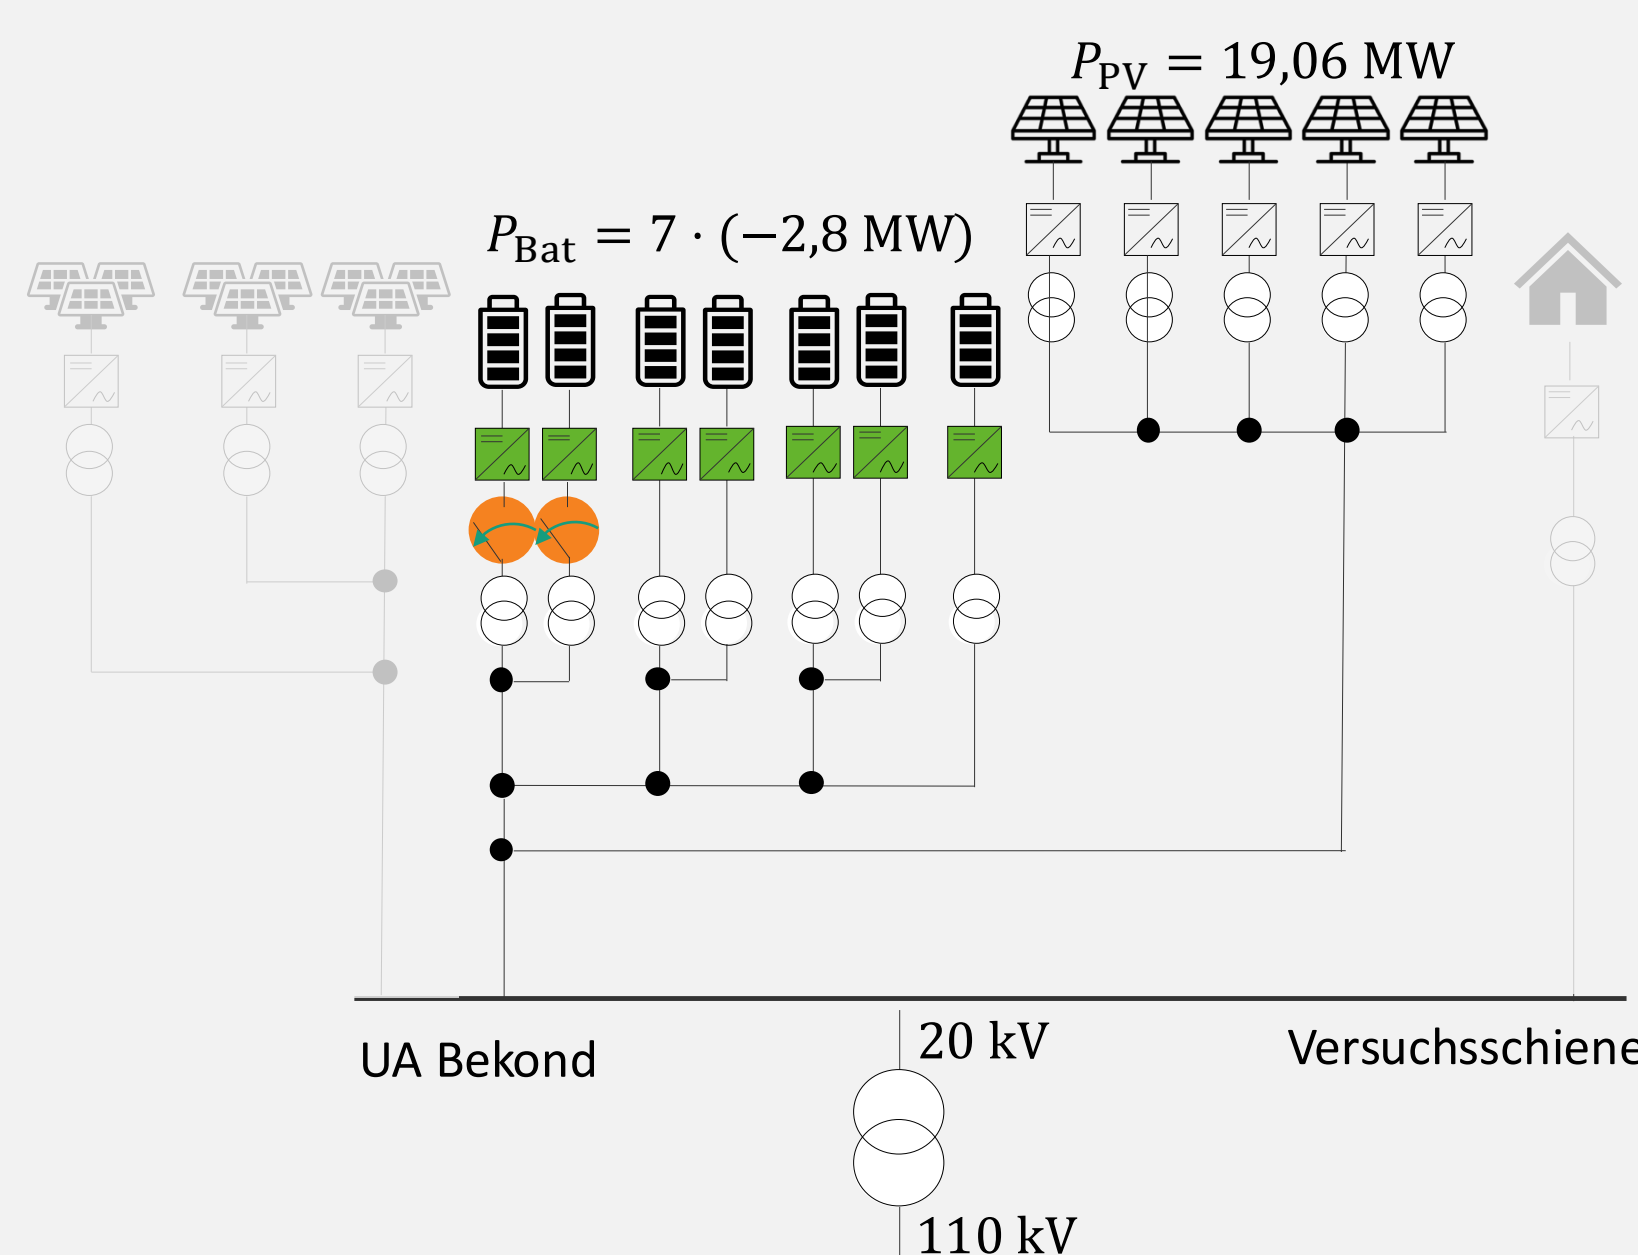 P_PV = 19,06 MW
P_Bat = 7 · (−2,8 MW)
20 kV
UA Bekond
Versuchsschiene
110 kV